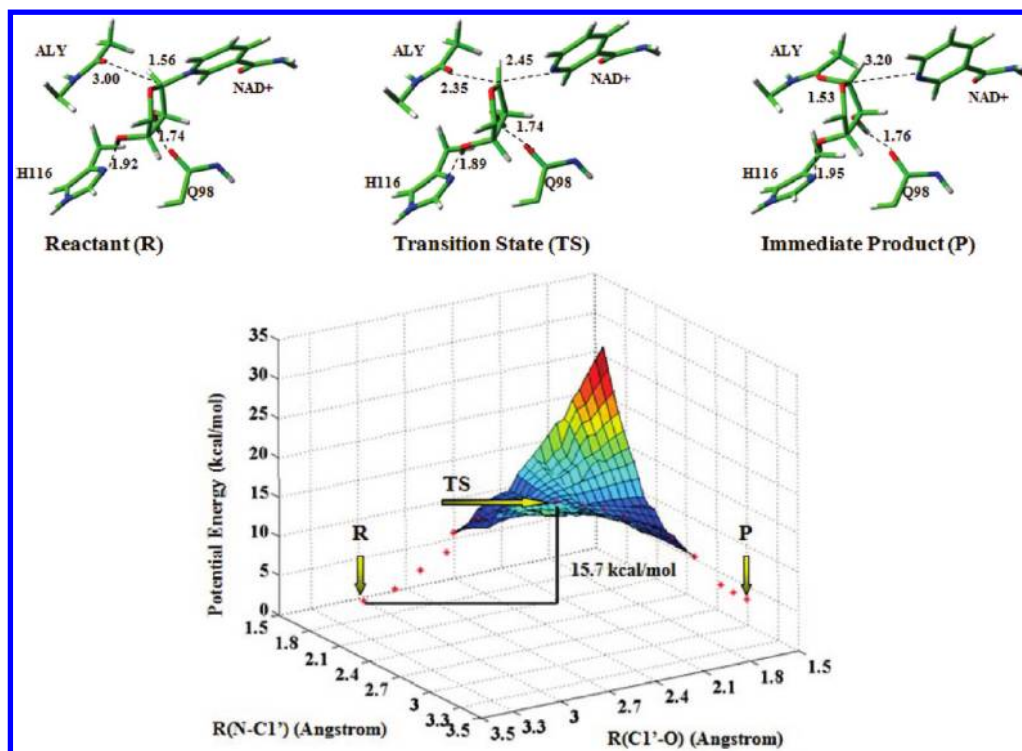 ALY
3.00
1.56
NAD+
1.74
1.92
H116
Q98
Reactant (R)
ALY
2.35
2.45
NAD+
1.74
1.89
H116
Q98
Transition State (TS)
ALY
3.20
1.53
NAD+
1.76
1.95
H116
Q98
Immediate Product (P)
Potential Energy (kcal/mol)
35
30
25
20
15
10
5
0
TS
R
P
15.7 kcal/mol
1.5
1.8
2.1
2.4
2.7
3
3.3
3.5
R(N-C1') (Angstrom)
3.5
3.3
3
2.7
2.4
2.1
1.8
1.5
R(C1'-O) (Angstrom)